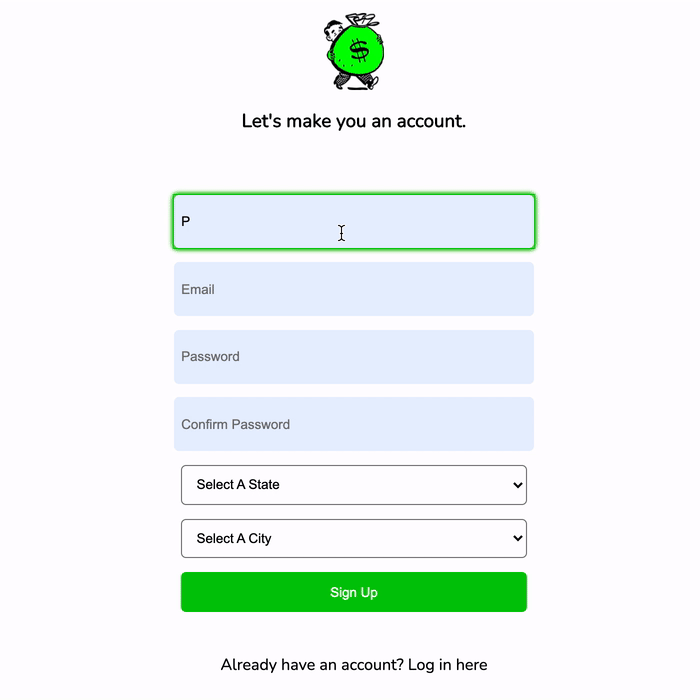 $
Let's make you an account.
P
Email
Password
Confirm Password
Select A State
Select A City
Sign Up
Already have an account? Log in here